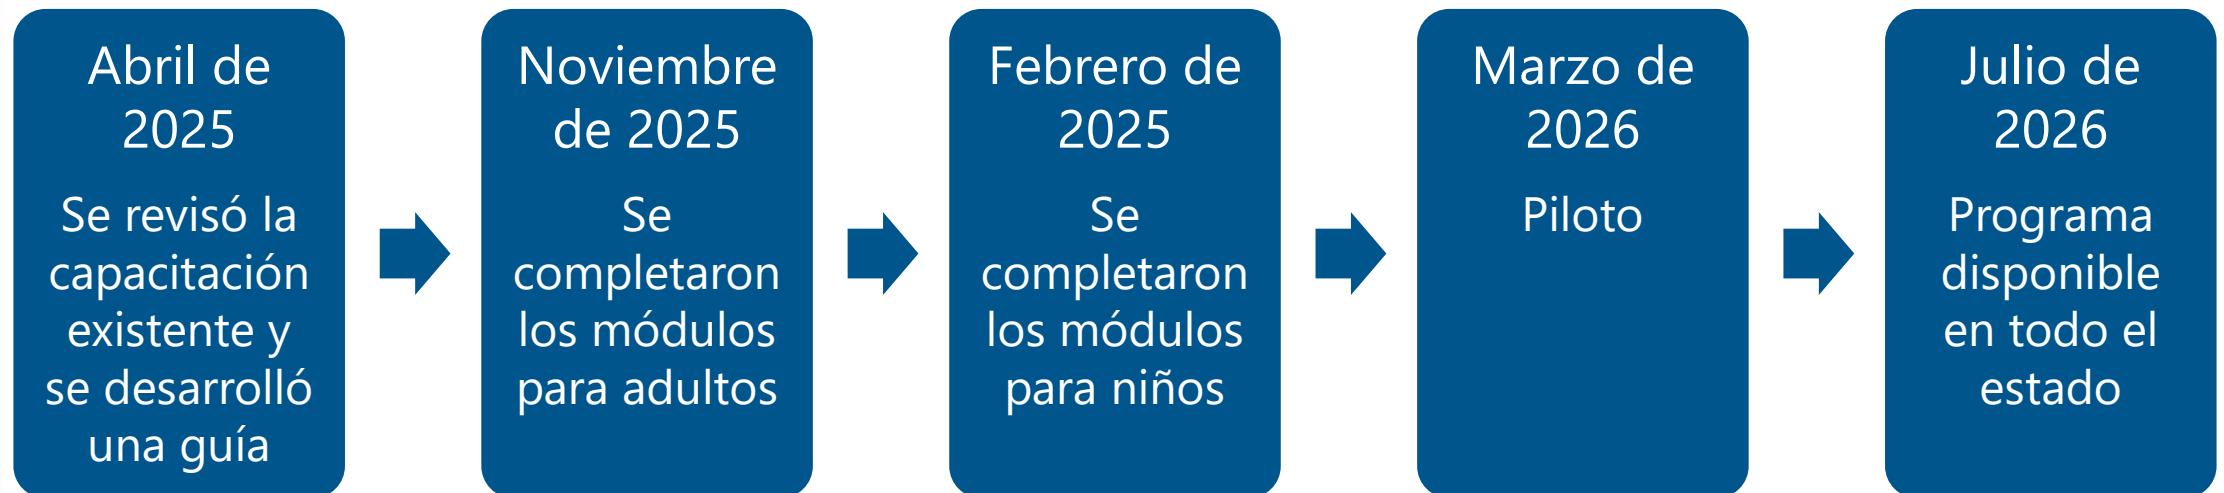 Abril de
2025
Se revisó la
capacitación
existente y
se desarrolló
una guía
Noviembre
de 2025
Se
completaron
los módulos
para adultos
Febrero de
2025
Se
completaron
los módulos
para niños
Marzo de
2026
Piloto
Julio de
2026
Programa
disponible
en todo el
estado